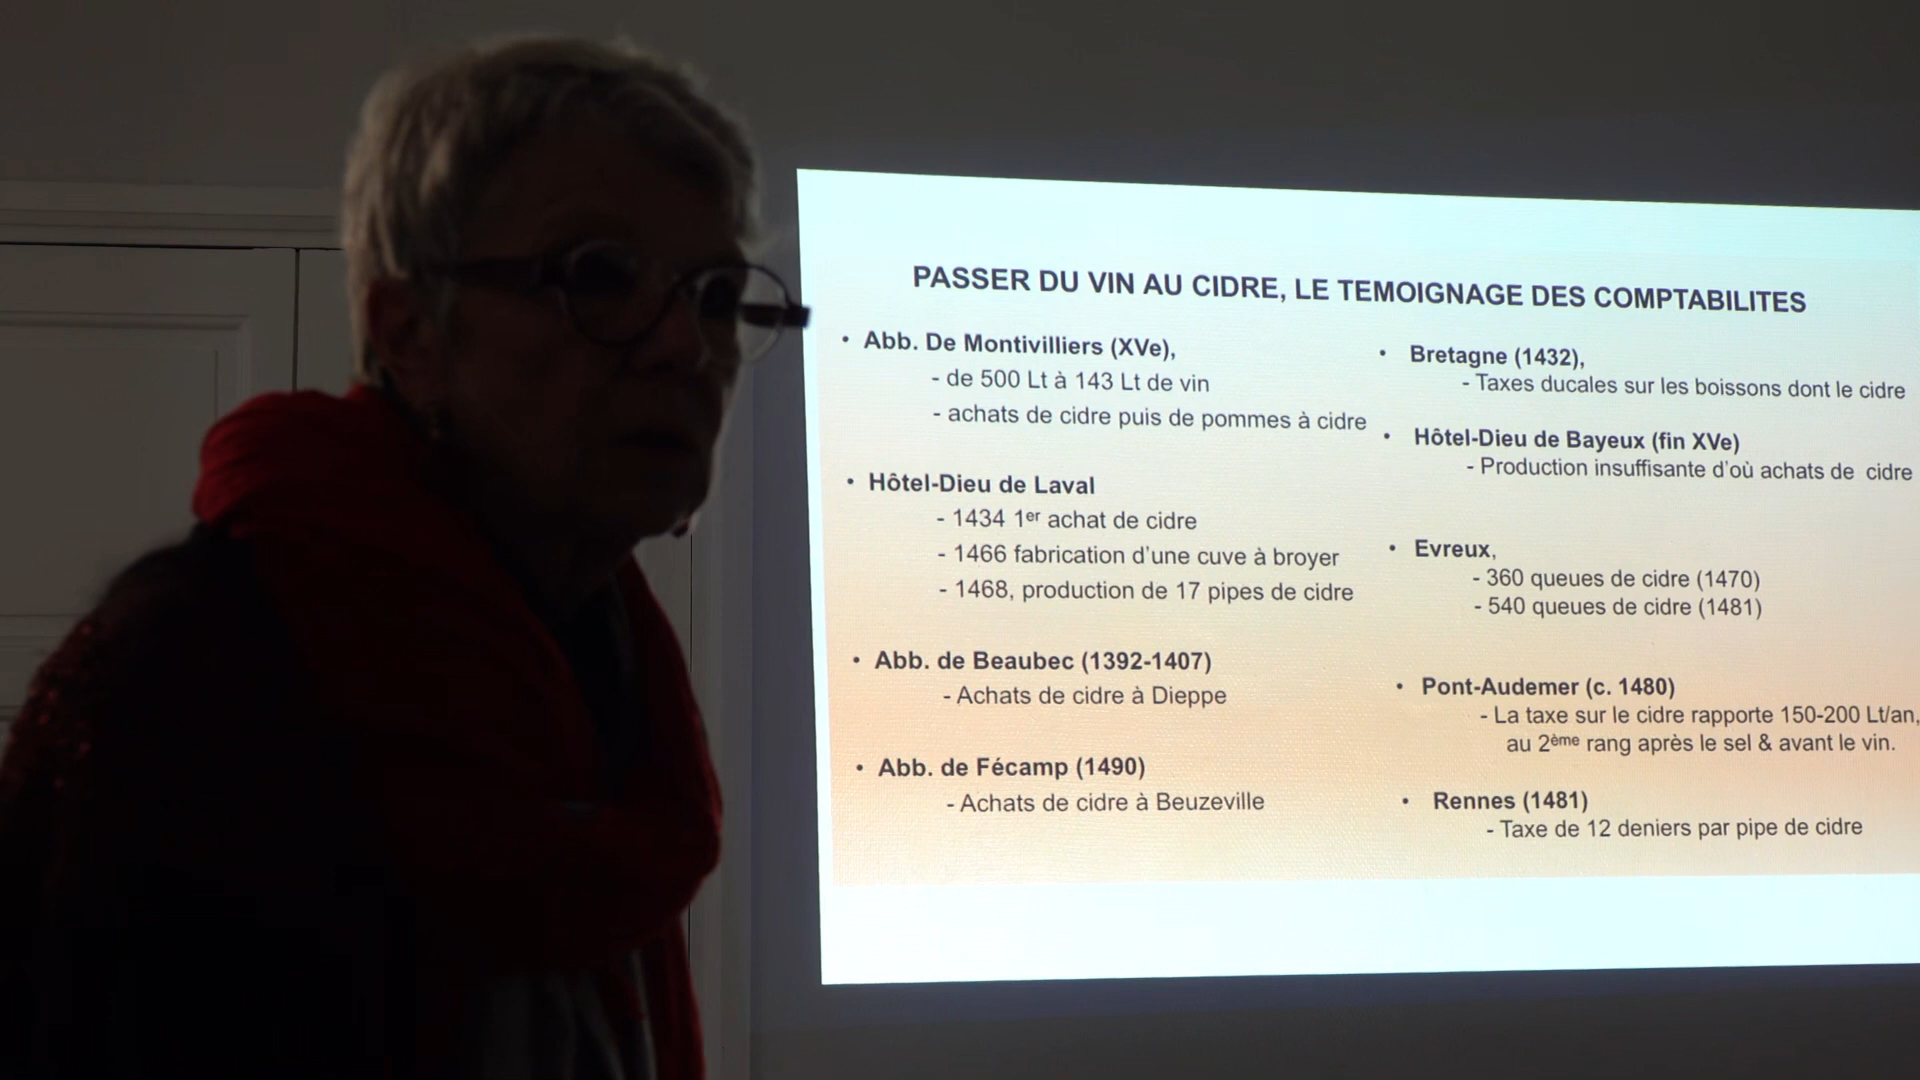 PASSER DU VIN AU CIDRE, LE TEMOIGNAGE DES COMPTABILITES
• Abb. De Montivilliers (XVe),
- de 500 Lt à 143 Lt de vin
- achats de cidre puis de pommes à cidre
• Hôtel-Dieu de Laval
- 1434 1er achat de cidre
- 1466 fabrication d'une cuve à broyer
- 1468, production de 17 pipes de cidre
• Abb. de Beaubec (1392-1407)
- Achats de cidre à Dieppe
• Abb. de Fécamp (1490)
- Achats de cidre à Beuzeville
• Bretagne (1432),
- Taxes ducales sur les boissons dont le cidre
• Hôtel-Dieu de Bayeux (fin XVe)
- Production insuffisante d'où achats de cidre
• Evreux,
- 360 queues de cidre (1470)
- 540 queues de cidre (1481)
• Pont-Audemer (c. 1480)
- La taxe sur le cidre rapporte 150-200 Lt/an,
au 2ème rang après le sel & avant le vin.
• Rennes (1481)
- Taxe de 12 deniers par pipe de cidre